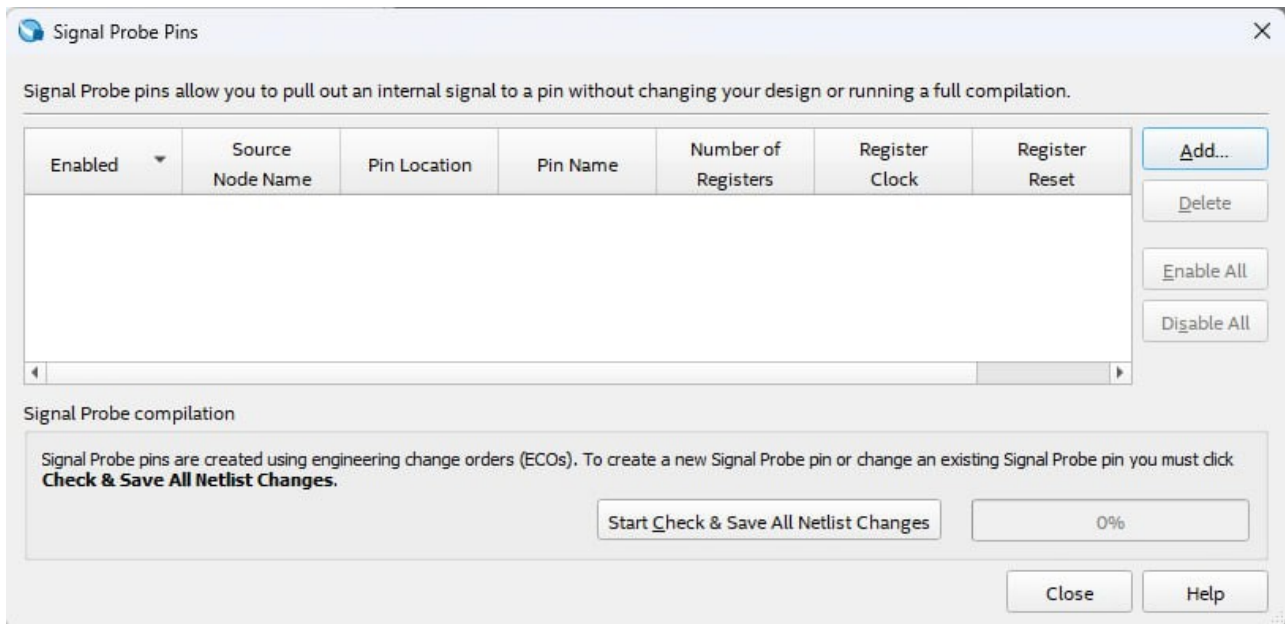 Signal Probe Pins
Signal Probe pins allow you to pull out an internal signal to a pin without changing your design or running a full compilation.
Enabled
Source
Node Name
Pin Location
Pin Name
Number of
Registers
Register
Clock
Register
Reset
Add...
Delete
Enable All
Disable All
Signal Probe compilation
Signal Probe pins are created using engineering change orders (ECOs). To create a new Signal Probe pin or change an existing Signal Probe pin you must click
Check & Save All Netlist Changes.
Start Check & Save All Netlist Changes
0%
Close
Help